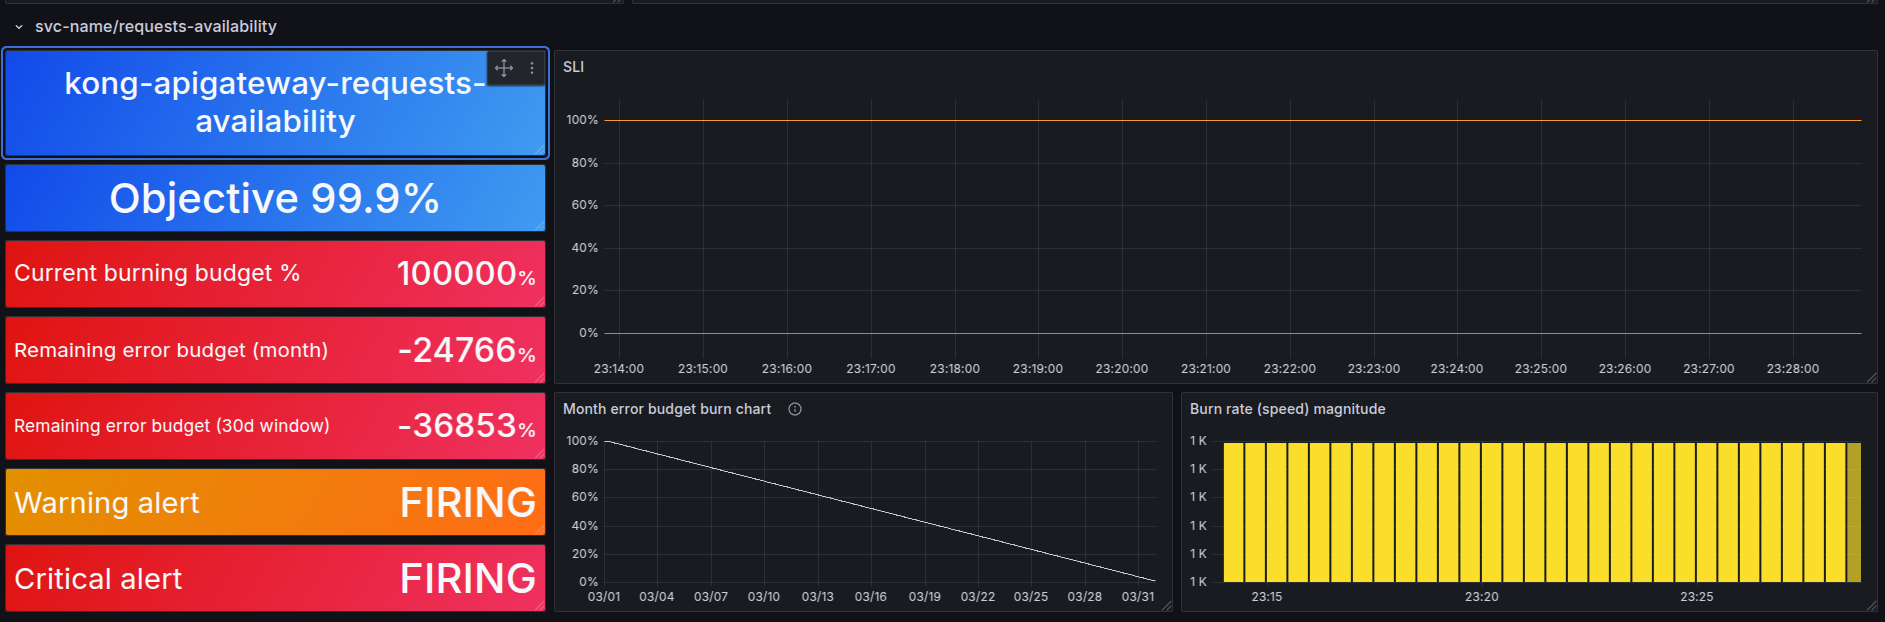 svc-name/requests-availability
kong-apigateway-requests-
availability
Objective 99.9%
Current burning budget %
100000%
Remaining error budget (month)
-24766%
Remaining error budget (30d window)
-36853%
Warning alert
FIRING
Critical alert
FIRING
SLI
100%
80%
60%
40%
20%
0%
23:14:00 23:15:00 23:16:00 23:17:00 23:18:00 23:19:00 23:20:00 23:21:00 23:22:00 23:23:00 23:24:00 23:25:00 23:26:00 23:27:00 23:28:00
Month error budget burn chart
100%
80%
60%
40%
20%
0%
03/01 03/04 03/07 03/10 03/13 03/16 03/19 03/22 03/25 03/28 03/31
Burn rate (speed) magnitude
1 K
1 K
1 K
1 K
1 K
1 K
23:15 23:20 23:25